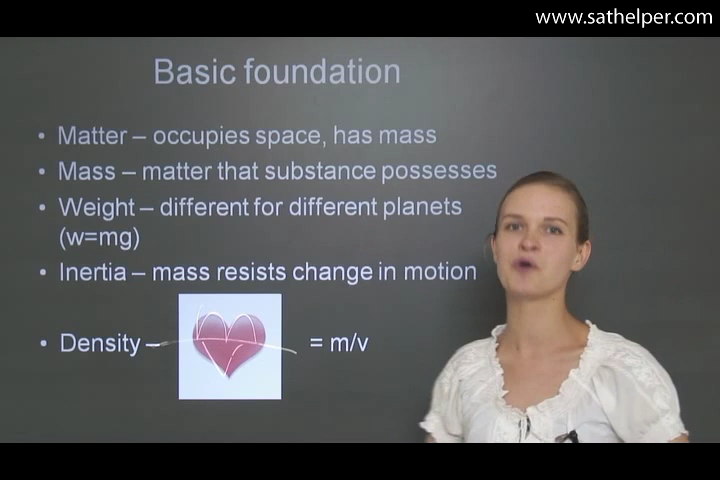 www.sathelper.com
Basic foundation
• Matter – occupies space, has mass
• Mass – matter that substance possesses
• Weight – different for different planets
(w=mg)
• Inertia – mass resists change in motion
• Density – = m/v